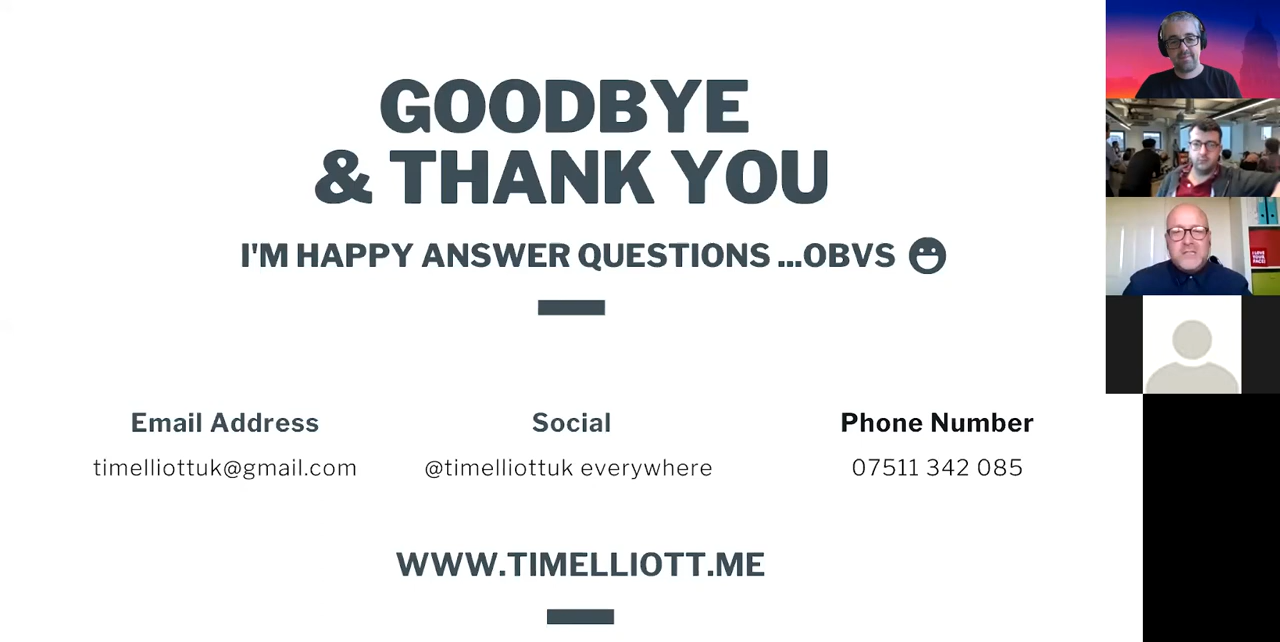 GOODBYE
& THANK YOU
I'M HAPPY ANSWER QUESTIONS ...OBVS
Email Address
timelliottuk@gmail.com
Social
@timelliottuk everywhere
Phone Number
07511 342 085
WWW.TIMELLIOTT.ME